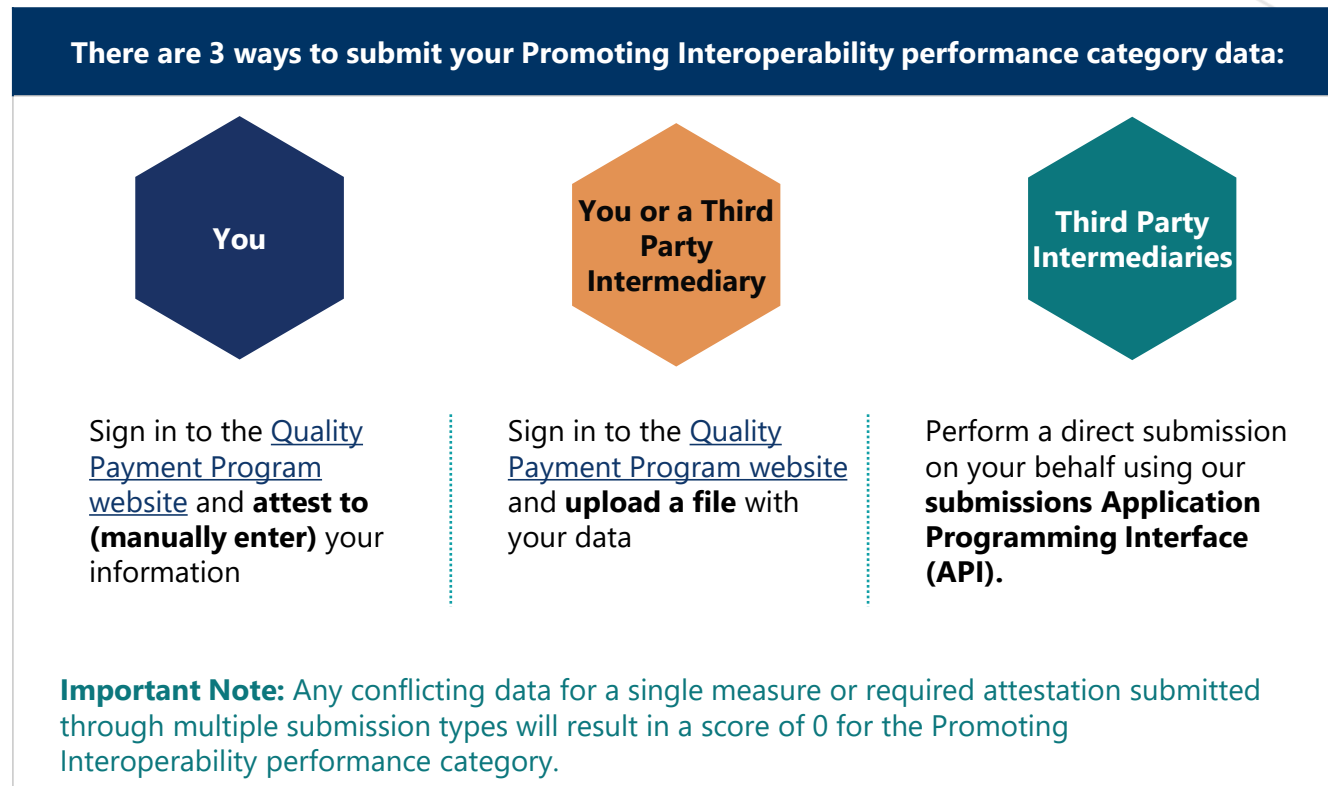 There are 3 ways to submit your Promoting Interoperability performance category data:
You
You or a Third
Party
Intermediary
Third Party
Intermediaries
Sign in to the Quality
Payment Program
website and attest to
(manually enter) your
information
Sign in to the Quality
Payment Program website
and upload a file with
your data
Perform a direct submission
on your behalf using our
submissions Application
Programming Interface
(API).
Important Note: Any conflicting data for a single measure or required attestation submitted
through multiple submission types will result in a score of 0 for the Promoting
Interoperability performance category.